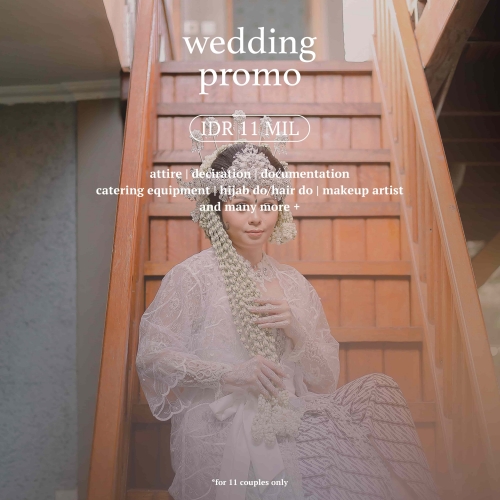 wedding
promo
IDR 11 MIL
attire | deciration | documentation
catering equipment | hijab do/hair do | makeup artist
and many more +
*for 11 couples only